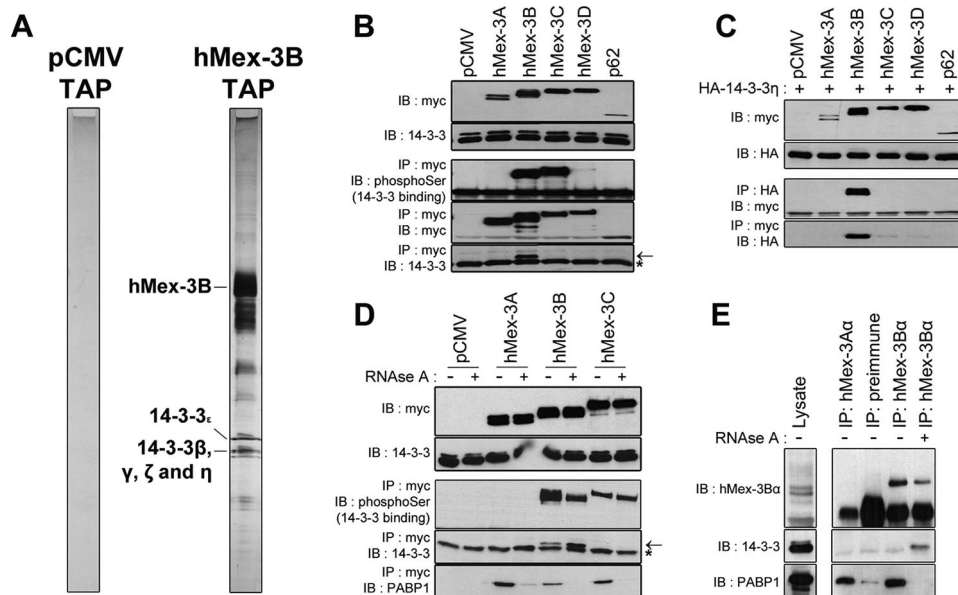 A
pCMV
TAP
hMex-3B
TAP
hMex-3B
14-3-3ε
14-3-3β,
γ, ζ and η
B
pCMV
hMex-3A
hMex-3B
hMex-3C
hMex-3D
p62
IB : myc
IB : 14-3-3
IP : myc
IB : phosphoSer
(14-3-3 binding)
IP : myc
IB : myc
IP : myc
IB : 14-3-3
←
*
C
pCMV
hMex-3A
hMex-3B
hMex-3C
hMex-3D
p62
HA-14-3-3η + + + + + +
IB : myc
IB : HA
IP : HA
IB : myc
IP : myc
IB : HA
D
pCMV
hMex-3A
hMex-3B
hMex-3C
RNAse A : - + - + - + - +
IB : myc
IB : 14-3-3
IP : myc
IB : phosphoSer
(14-3-3 binding)
IP : myc
IB : 14-3-3
←
*
IP : myc
IB : PABP1
E
Lysate
IP: hMex-3Aα
IP: preimmune
IP: hMex-3Bα
IP: hMex-3Bα
RNAse A : - - - - +
IB : hMex-3Bα
IB : 14-3-3
IB : PABP1